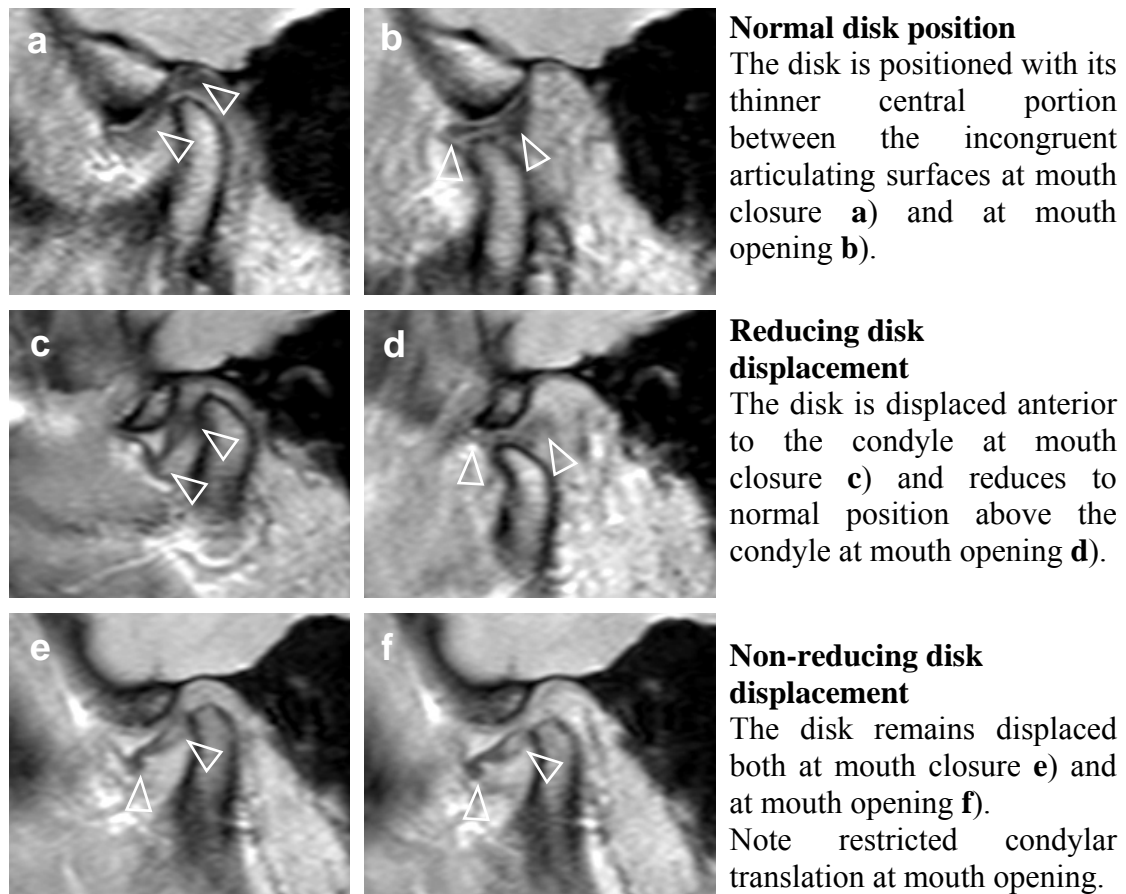 a
b
Normal disk position
The disk is positioned with its
thinner central portion
between the incongruent
articulating surfaces at mouth
closure a) and at mouth
opening b).
c
d
Reducing disk
displacement
The disk is displaced anterior
to the condyle at mouth
closure c) and reduces to
normal position above the
condyle at mouth opening d).
e
f
Non-reducing disk
displacement
The disk remains displaced
both at mouth closure e) and
at mouth opening f).
Note restricted condylar
translation at mouth opening.